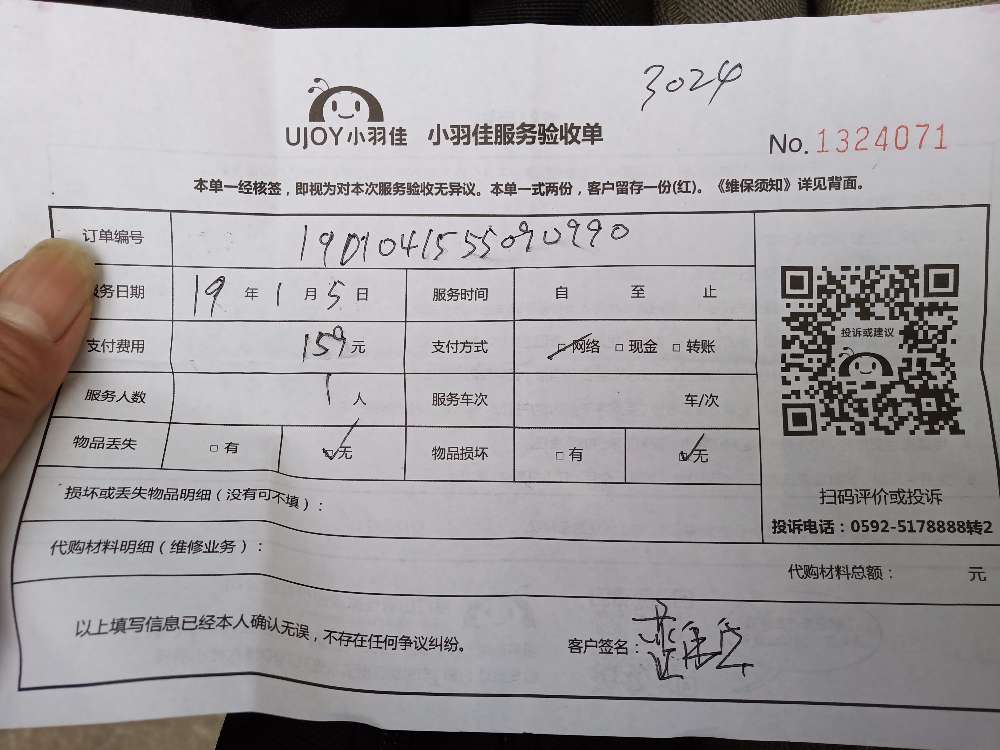 3024
UJOY小羽佳 小羽佳服务验收单
No. 1324071
本单一经核签，即视为对本次服务验收无异议。本单一式两份，客户留存一份(红)。《维保须知》详见背面。
订单编号 1901041555090990
务日期 19 年 1 月 5 日 服务时间 自 至 止
支付费用 159 元 支付方式 □ 网络 □ 现金 □ 转账
服务人数 1 人 服务车次 车/次
物品丢失 □ 有 □ 无 物品损坏 □ 有 □ 无
投诉或建议
扫码评价或投诉
投诉电话：0592-5178888转2
损坏或丢失物品明细（没有可不填）：
代购材料明细（维修业务）：
代购材料总额： 元
以上填写信息已经本人确认无误，不存在任何争议纠纷。
客户签名：